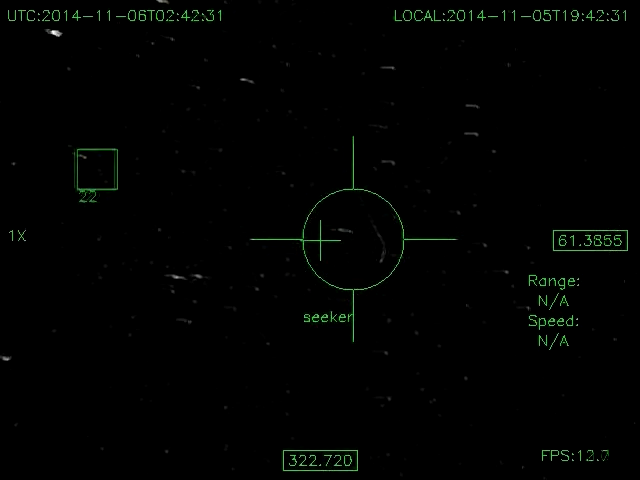 UTC:2014-11-06T02:42:31
LOCAL:2014-11-05T19:42:31
22
1X
61.3855
Range:
N/A
Speed:
N/A
seeker
322.720
FPS:12.7